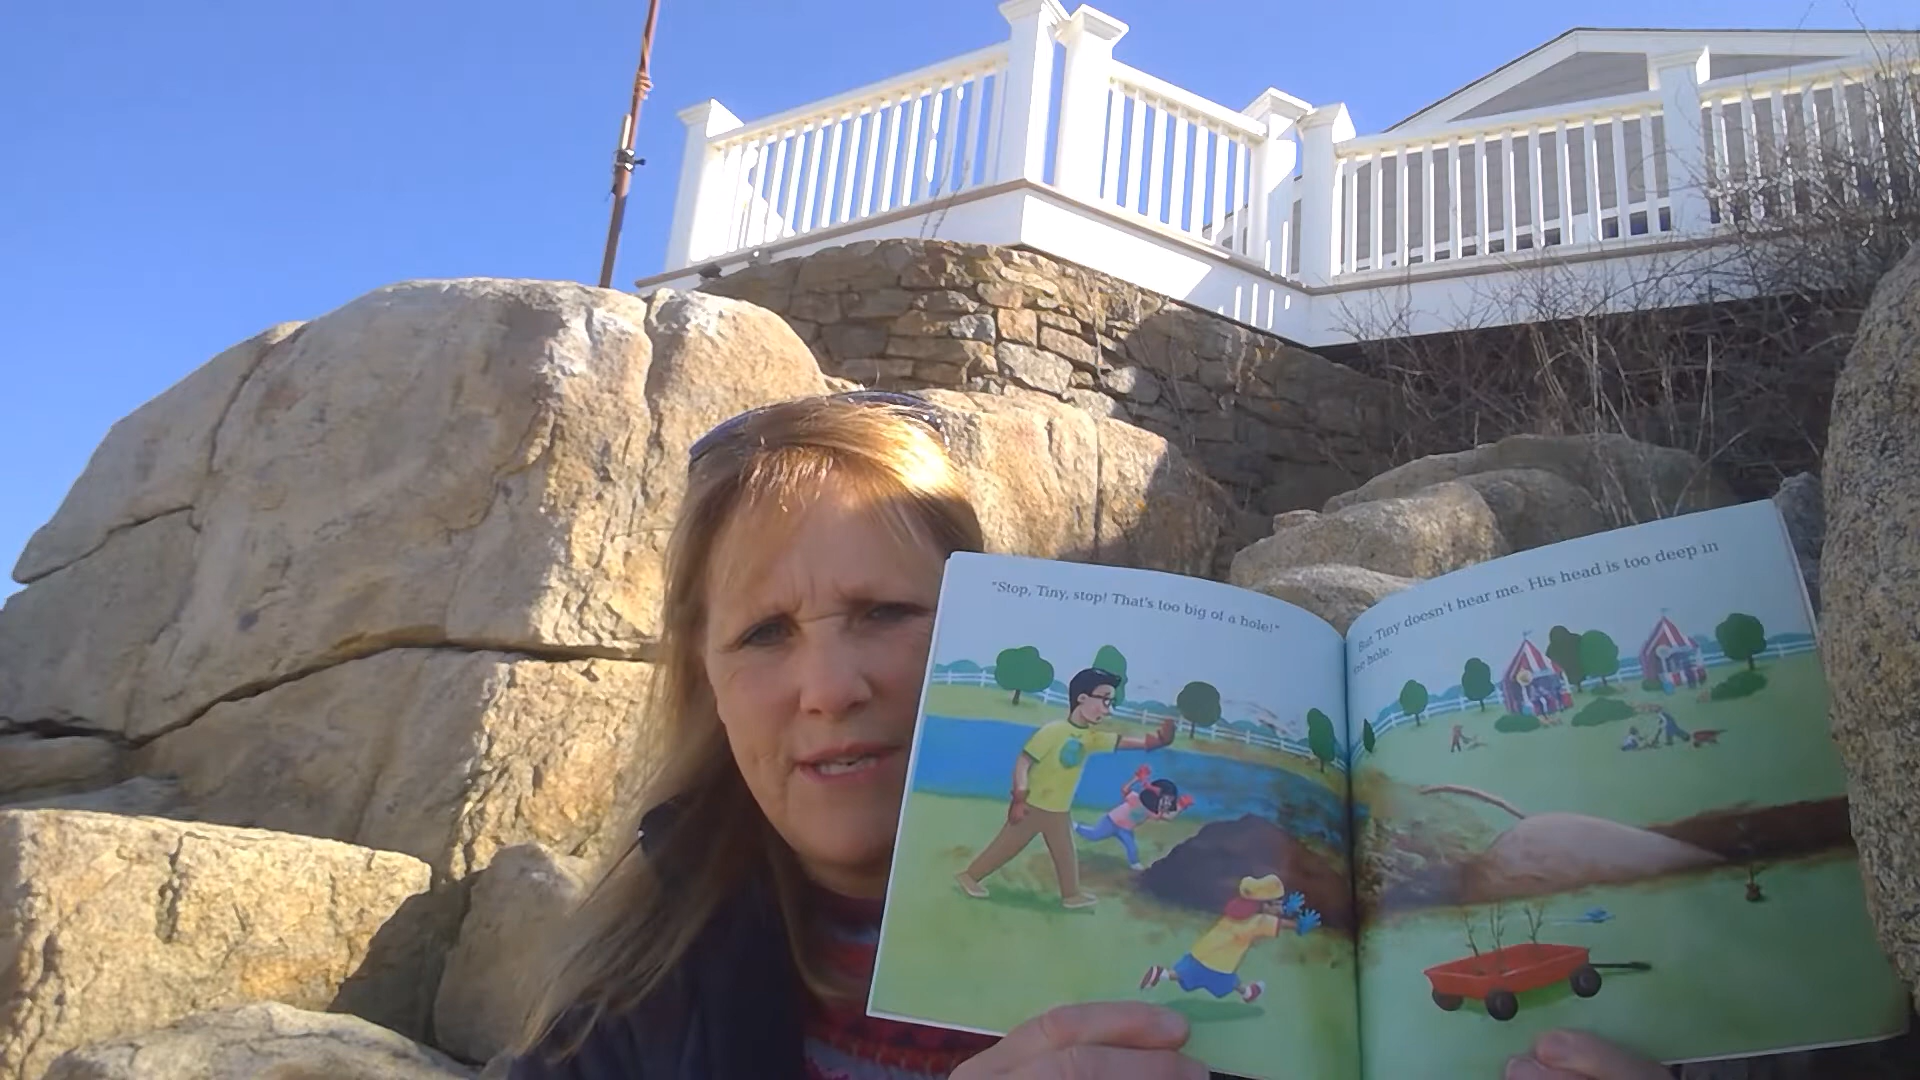 "Stop, Tiny, stop! That's too big of a hole!"
But Tiny doesn't hear me. His head is too deep in
the hole.